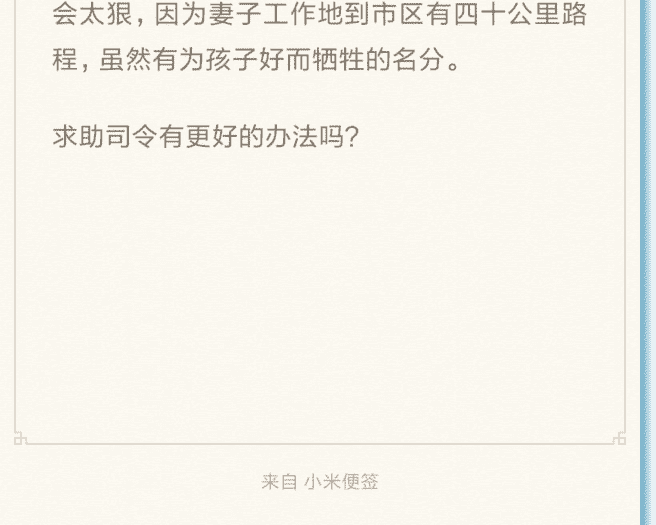 会太狠，因为妻子工作地到市区有四十公里路
程，虽然有为孩子好而牺牲的名分。
求助司令有更好的办法吗？
来自 小米便签